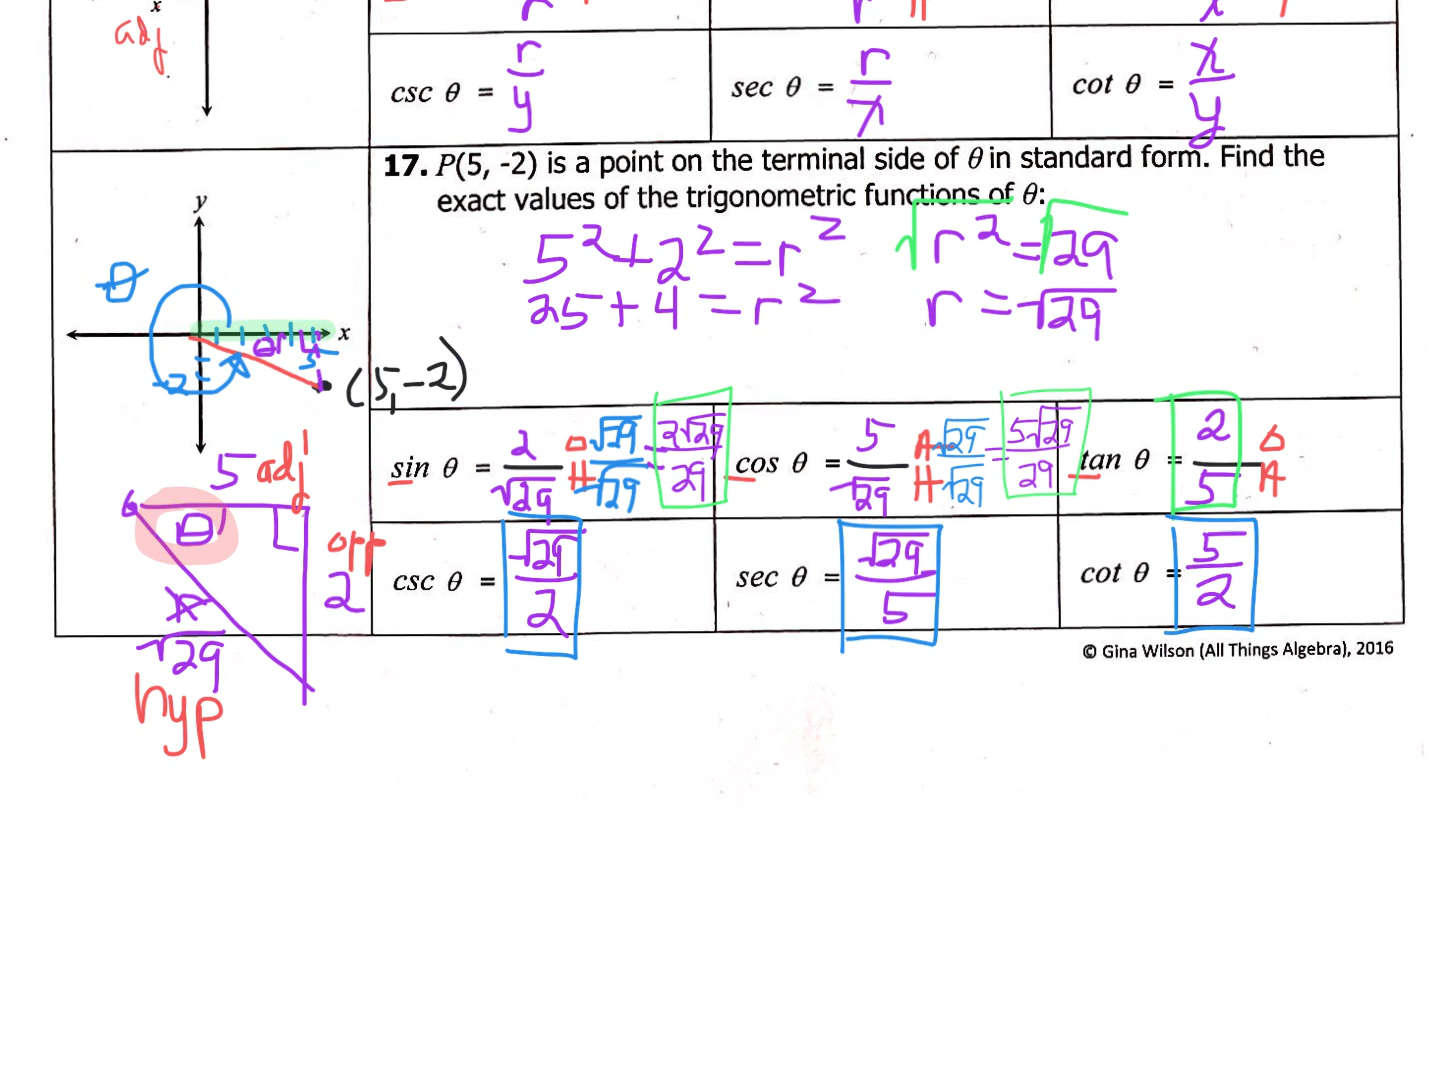 x
adj.
csc θ = r/y
sec θ = r/x
cot θ = x/y
17. P(5, -2) is a point on the terminal side of θ in standard form. Find the
exact values of the trigonometric functions of θ:
5² + 2² = r²
√r² = √29
25 + 4 = r²
r = √29
y
θ
x
θr
5
-2
(5, -2)
sin θ = 2/√29 O/H √29/√29 = 2√29/29
cos θ = 5/√29 A/H √29/√29 = 5√29/29
tan θ = 2/5 O/A
csc θ = √29/2
sec θ = √29/5
cot θ = 5/2
5 adj
θ
opp
2
r
√29
hyp
© Gina Wilson (All Things Algebra), 2016